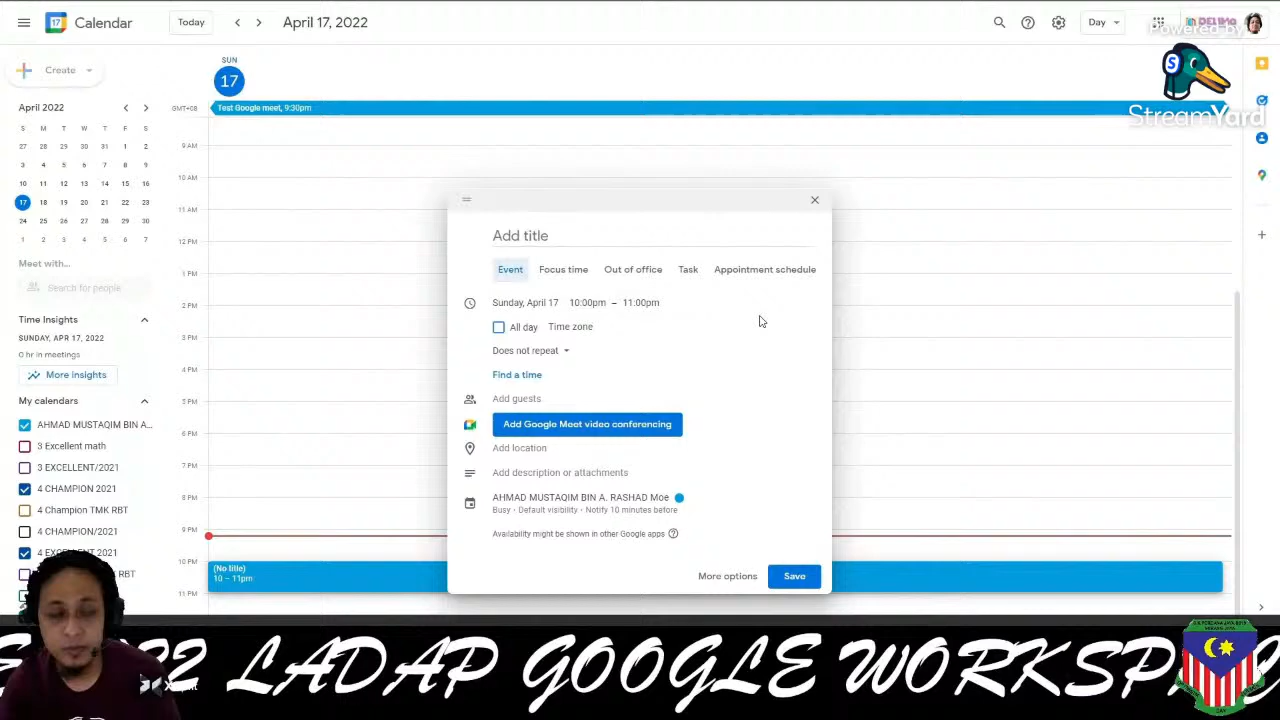 17 Calendar Today April 17, 2022 Day
DELIMa
Powered by
StreamYard
Create
SUN
17
April 2022
GMT+08 Test Google meet, 9:30pm
S M T W T F S
27 28 29 30 31 1 2
3 4 5 6 7 8 9
10 11 12 13 14 15 16
17 18 19 20 21 22 23
24 25 26 27 28 29 30
1 2 3 4 5 6 7
Meet with...
Search for people
Time Insights
SUNDAY, APR 17, 2022
0 hr in meetings
More insights
My calendars
AHMAD MUSTAQIM BIN A...
3 Excellent math
3 EXCELLENT/2021
4 CHAMPION 2021
4 Champion TMK RBT
4 CHAMPION/2021
4 EXCELLENT 2021
RBT
9 AM
10 AM
11 AM
12 PM
1 PM
2 PM
3 PM
4 PM
5 PM
6 PM
7 PM
8 PM
9 PM
10 PM
11 PM
(No title)
10 – 11pm
Add title
Event Focus time Out of office Task Appointment schedule
Sunday, April 17 10:00pm – 11:00pm
All day Time zone
Does not repeat
Find a time
Add guests
Add Google Meet video conferencing
Add location
Add description or attachments
AHMAD MUSTAQIM BIN A. RASHAD Moe
Busy · Default visibility · Notify 10 minutes before
Availability might be shown in other Google apps
More options Save
22 LADAP GOOGLE WORKSP